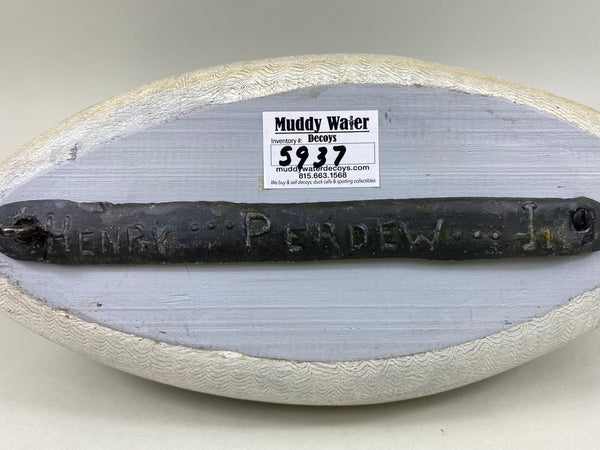 Muddy Water
Decoys
Inventory #:
5937
muddywaterdecoys.com
815.663.1568
We buy & sell decoys, duck calls & sporting collectibles
HENRY ... PERDEW ...